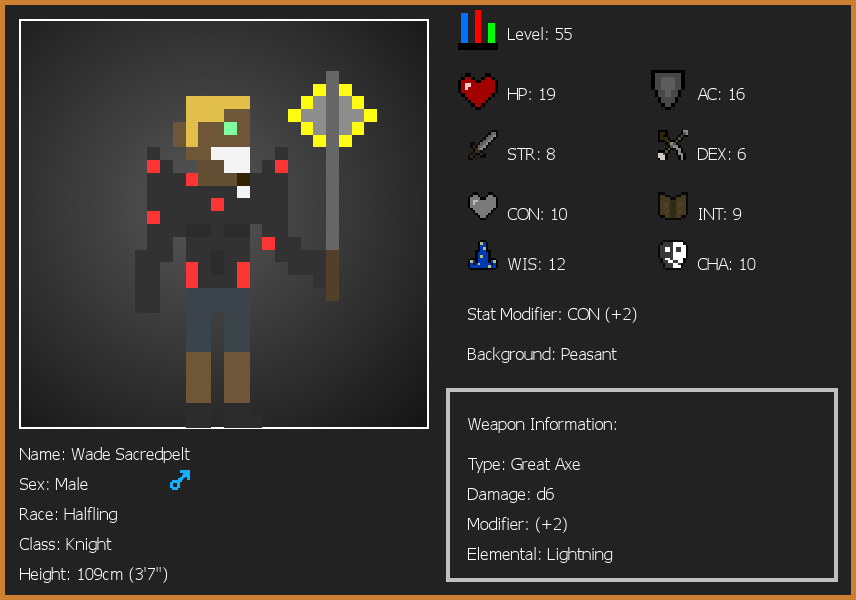 Level: 55
HP: 19
AC: 16
STR: 8
DEX: 6
CON: 10
INT: 9
WIS: 12
CHA: 10
Stat Modifier: CON (+2)
Background: Peasant
Weapon Information:
Type: Great Axe
Damage: d6
Modifier: (+2)
Elemental: Lightning
Name: Wade Sacredpelt
Sex: Male
Race: Halfling
Class: Knight
Height: 109cm (3'7")